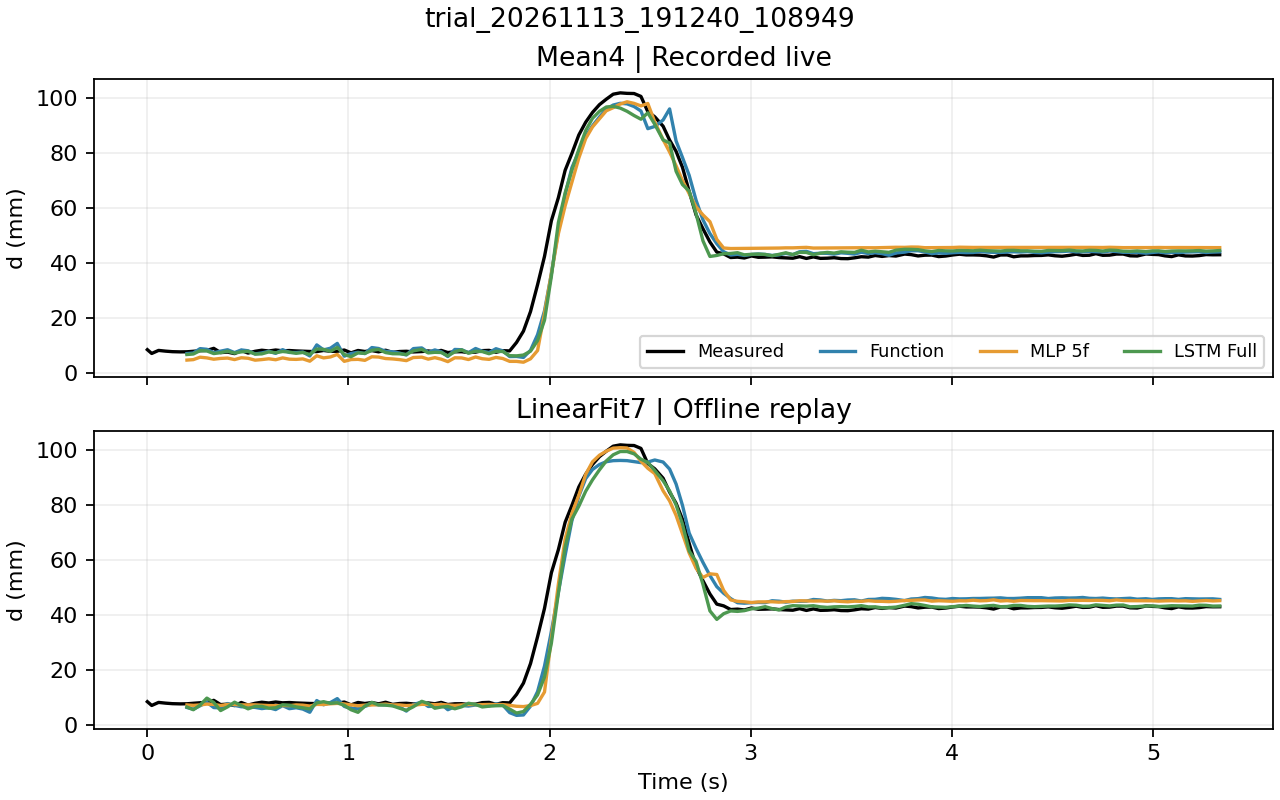 trial_20261113_191240_108949
Mean4 | Recorded live
d (mm)
100
80
60
40
20
0
Measured Function MLP 5f LSTM Full
LinearFit7 | Offline replay
d (mm)
100
80
60
40
20
0
0 1 2 3 4 5
Time (s)